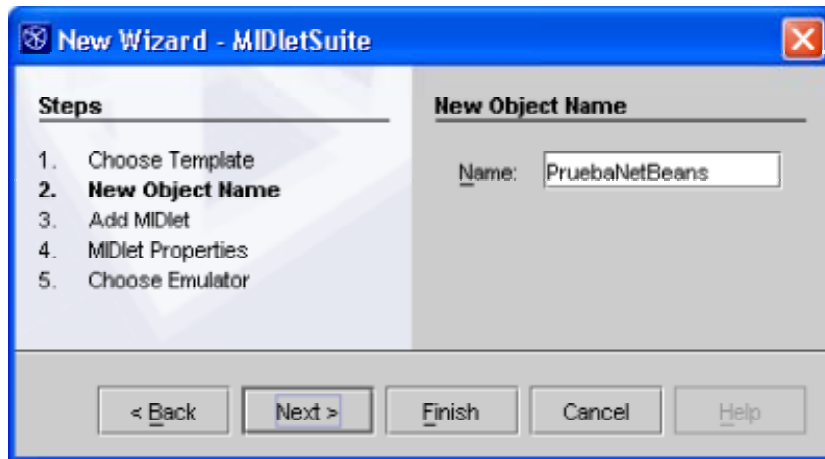 New Wizard - MIDletSuite
Steps
1. Choose Template
2. New Object Name
3. Add MIDlet
4. MIDlet Properties
5. Choose Emulator
New Object Name
Name: PruebaNetBeans
< Back Next > Finish Cancel Help